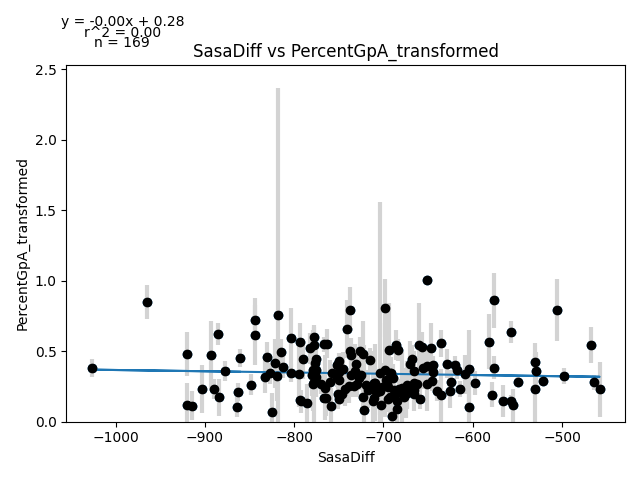 y = -0.00x + 0.28
r^2 = 0.00
n = 169
SasaDiff vs PercentGpA_transformed
2.5
2.0
1.5
1.0
0.5
0.0
PercentGpA_transformed
−1000 −900 −800 −700 −600 −500
SasaDiff